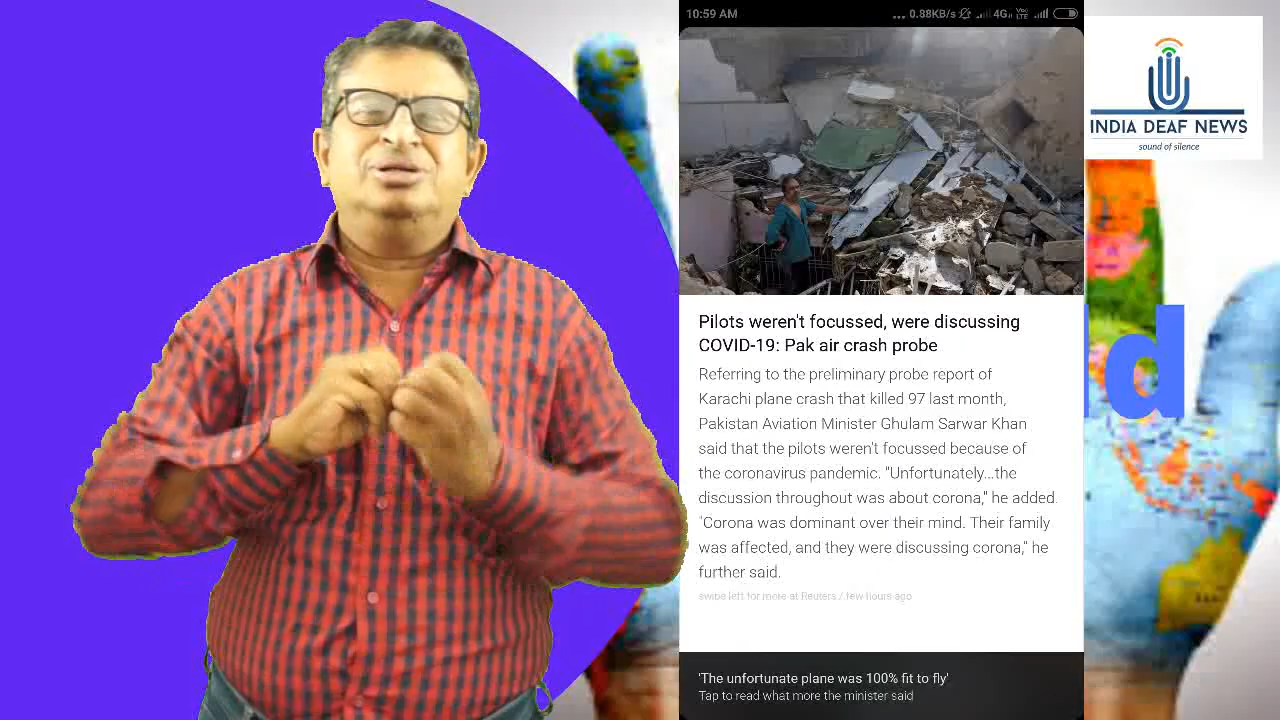 10:59 AM
... 0.88KB/s 4G Vo) LTE
INDIA DEAF NEWS
sound of silence
d
Pilots weren't focussed, were discussing
COVID-19: Pak air crash probe
Referring to the preliminary probe report of
Karachi plane crash that killed 97 last month,
Pakistan Aviation Minister Ghulam Sarwar Khan
said that the pilots weren't focussed because of
the coronavirus pandemic. "Unfortunately...the
discussion throughout was about corona," he added.
"Corona was dominant over their mind. Their family
was affected, and they were discussing corona," he
further said.
swipe left for more at Reuters / few hours ago
'The unfortunate plane was 100% fit to fly'
Tap to read what more the minister said